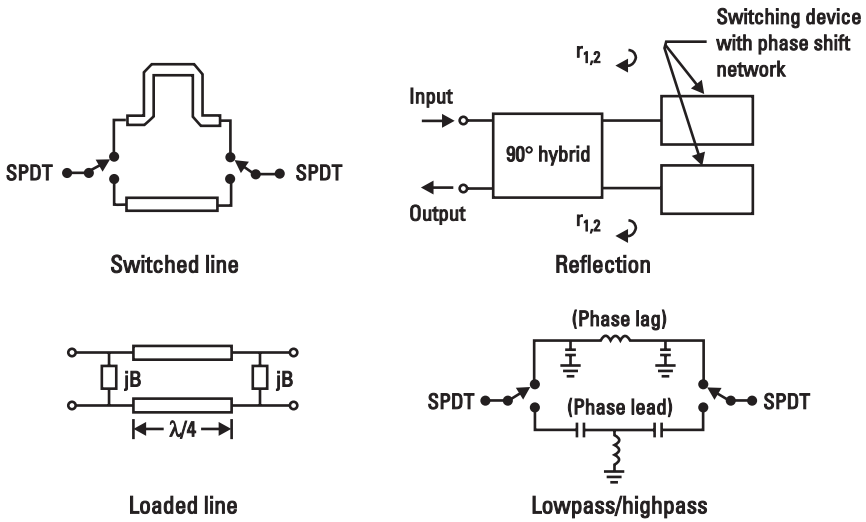 SPDT
SPDT
Switched line
Switching device
with phase shift
network
r1,2
Input
90° hybrid
Output
r1,2
Reflection
jB
jB
λ/4
Loaded line
(Phase lag)
SPDT
(Phase lead)
SPDT
Lowpass/highpass